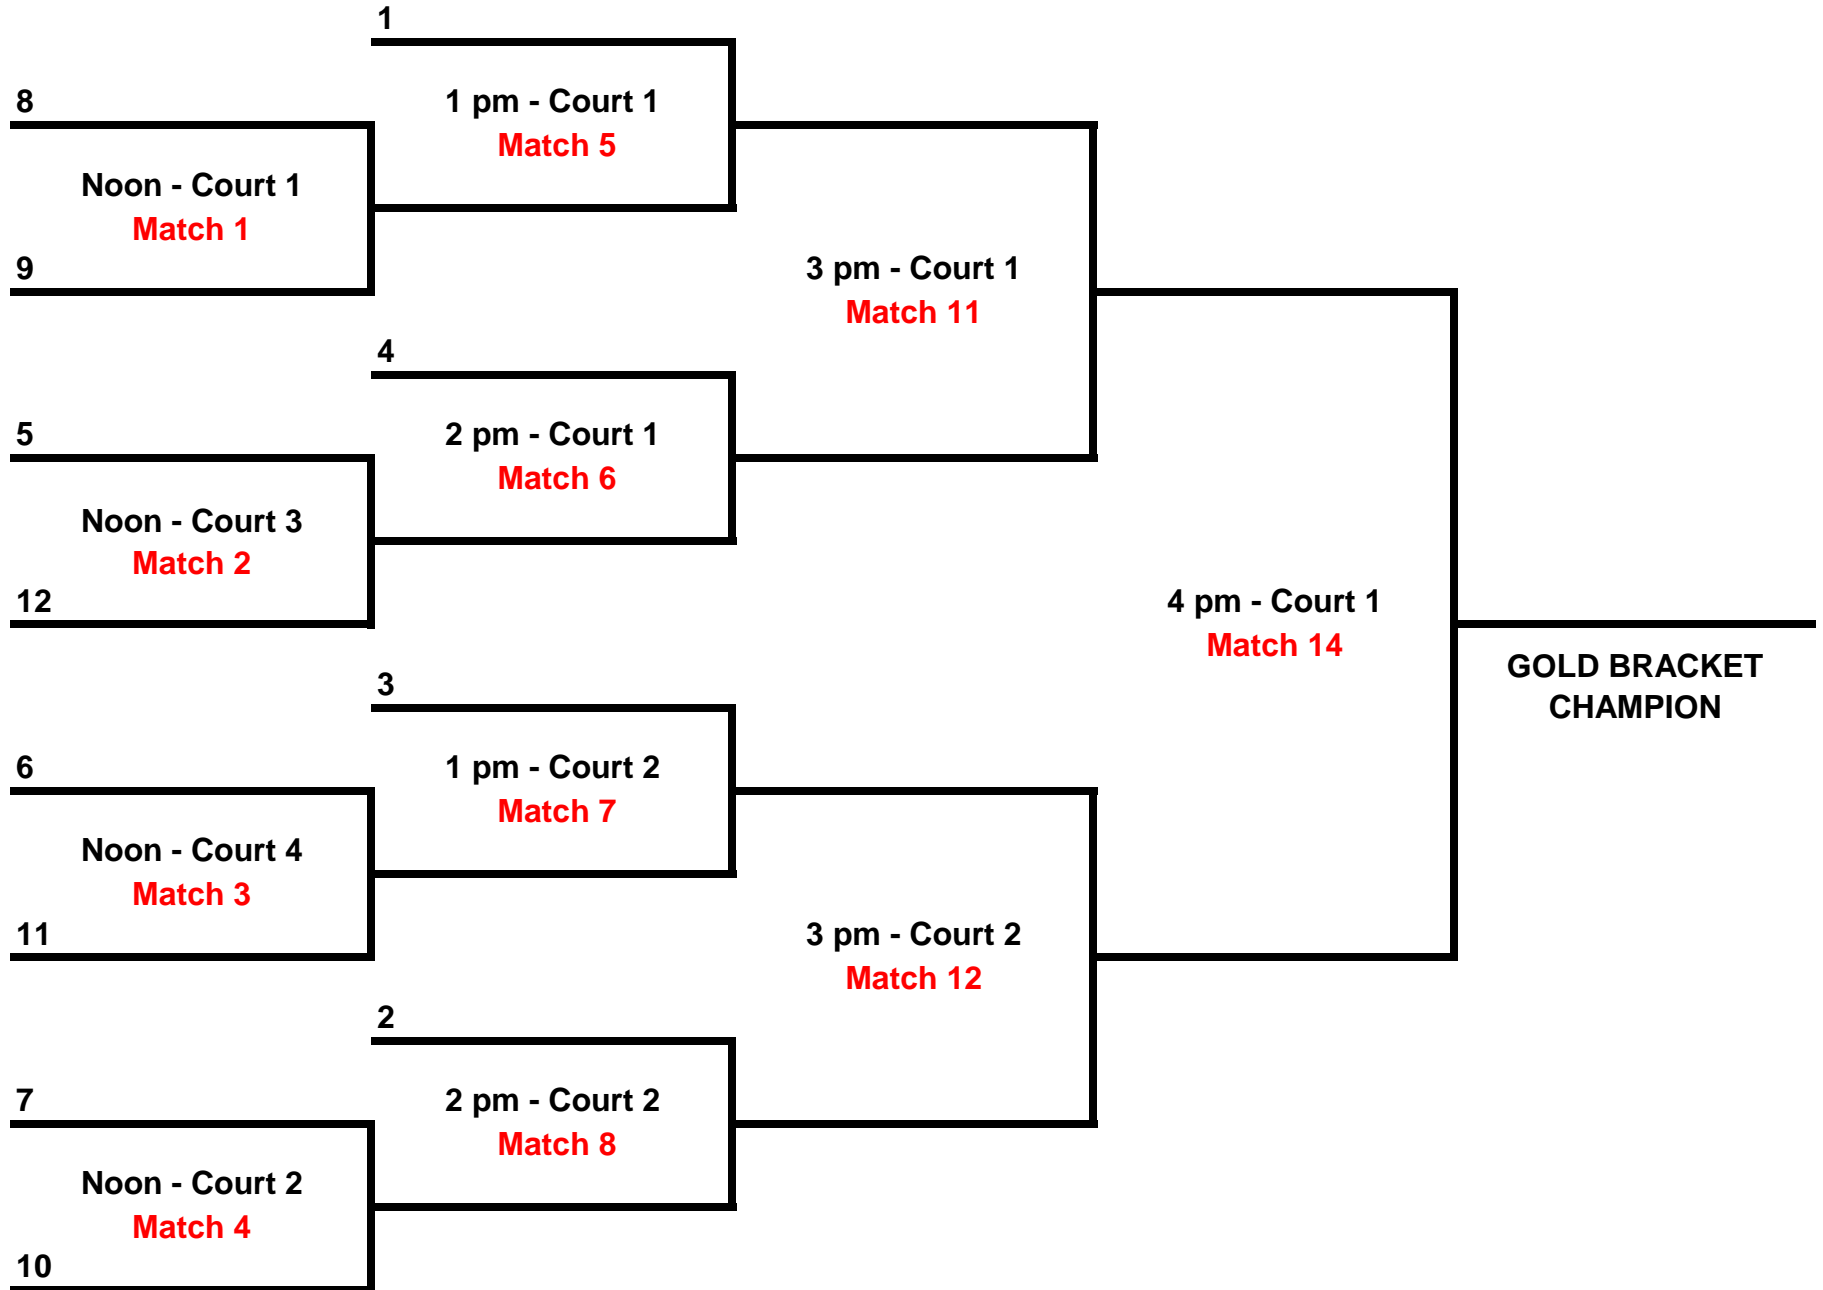 1
8
1 pm - Court 1
Match 5
Noon - Court 1
Match 1
9
3 pm - Court 1
Match 11
4
5
2 pm - Court 1
Match 6
Noon - Court 3
Match 2
12
4 pm - Court 1
Match 14
GOLD BRACKET
CHAMPION
3
6
1 pm - Court 2
Match 7
Noon - Court 4
Match 3
11
3 pm - Court 2
Match 12
2
7
2 pm - Court 2
Match 8
Noon - Court 2
Match 4
10